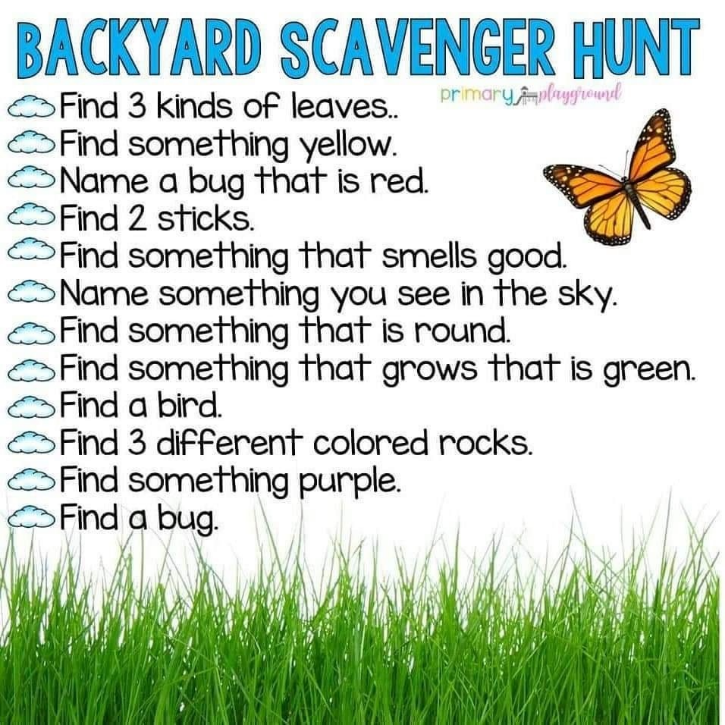 BACKYARD SCAVENGER HUNT
primary playground
Find 3 kinds of leaves..
Find something yellow.
Name a bug that is red.
Find 2 sticks.
Find something that smells good.
Name something you see in the sky.
Find something that is round.
Find something that grows that is green.
Find a bird.
Find 3 different colored rocks.
Find something purple.
Find a bug.